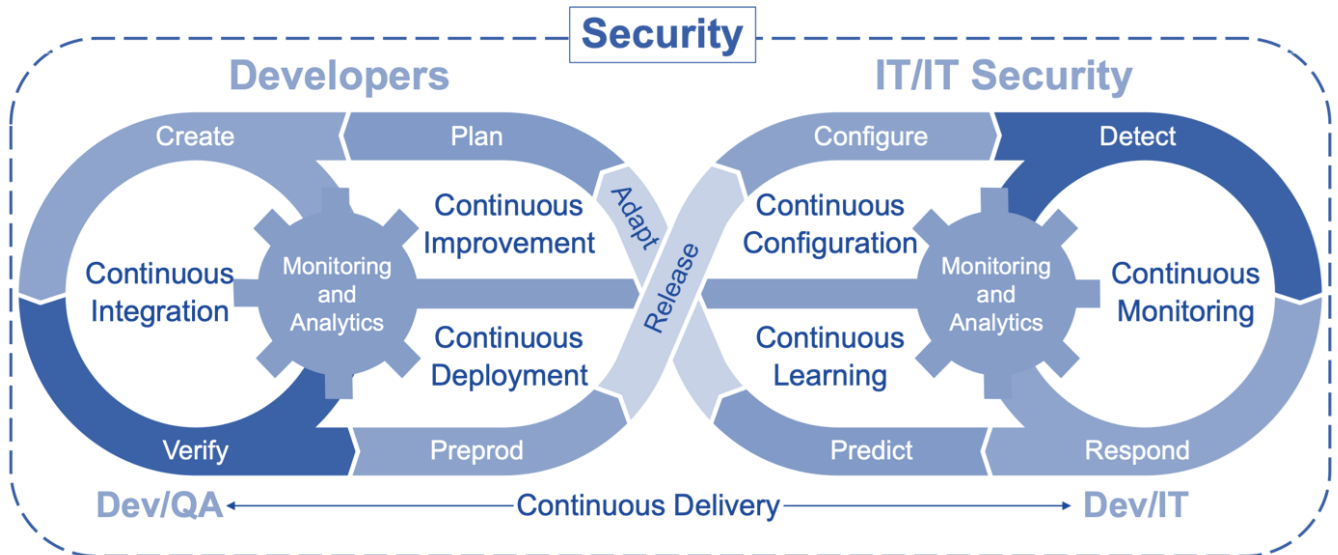 Security
Developers
IT/IT Security
Create
Plan
Configure
Detect
Adapt
Release
Continuous
Improvement
Continuous
Configuration
Continuous
Integration
Monitoring
and
Analytics
Monitoring
and
Analytics
Continuous
Monitoring
Continuous
Deployment
Continuous
Learning
Verify
Preprod
Predict
Respond
Dev/QA
Continuous Delivery
Dev/IT